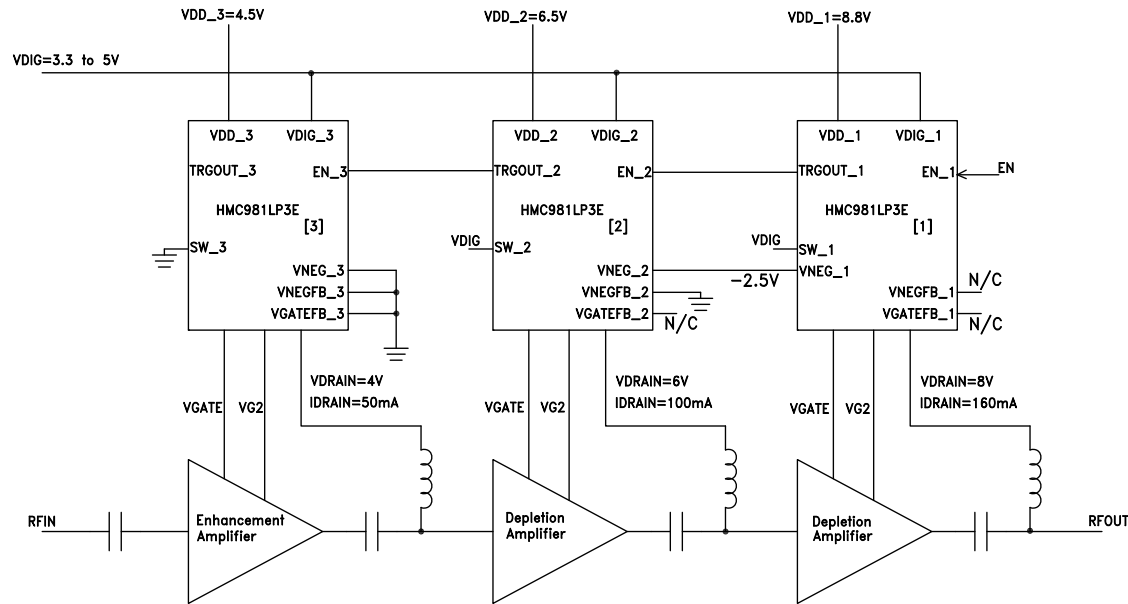 VDD_3=4.5V
VDD_2=6.5V
VDD_1=8.8V
VDIG=3.3 to 5V
VDD_3 VDIG_3
VDD_2 VDIG_2
VDD_1 VDIG_1
TRGOUT_3 EN_3
TRGOUT_2 EN_2
TRGOUT_1 EN_1 EN
HMC981LP3E
[3]
HMC981LP3E
[2]
HMC981LP3E
[1]
SW_3
VDIG
SW_2
VDIG
SW_1
VNEG_3
VNEG_2
-2.5V
VNEG_1
VNEGFB_3
VNEGFB_2
VNEGFB_1 N/C
VGATEFB_3
VGATEFB_2 N/C
VGATEFB_1 N/C
VDRAIN=4V
IDRAIN=50mA
VDRAIN=6V
IDRAIN=100mA
VDRAIN=8V
IDRAIN=160mA
VGATE VG2
VGATE VG2
VGATE VG2
RFIN
Enhancement
Amplifier
Depletion
Amplifier
Depletion
Amplifier
RFOUT